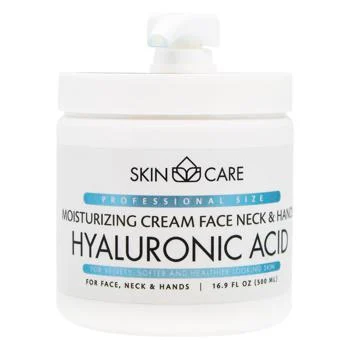 SKIN CARE
PROFESSIONAL SIZE
MOISTURIZING CREAM FACE NECK & HANDS
HYALURONIC ACID
FOR VELVETY, SOFTER AND HEALTHIER LOOKING SKIN
FOR FACE, NECK & HANDS | 16.9 FL OZ (500 ML)